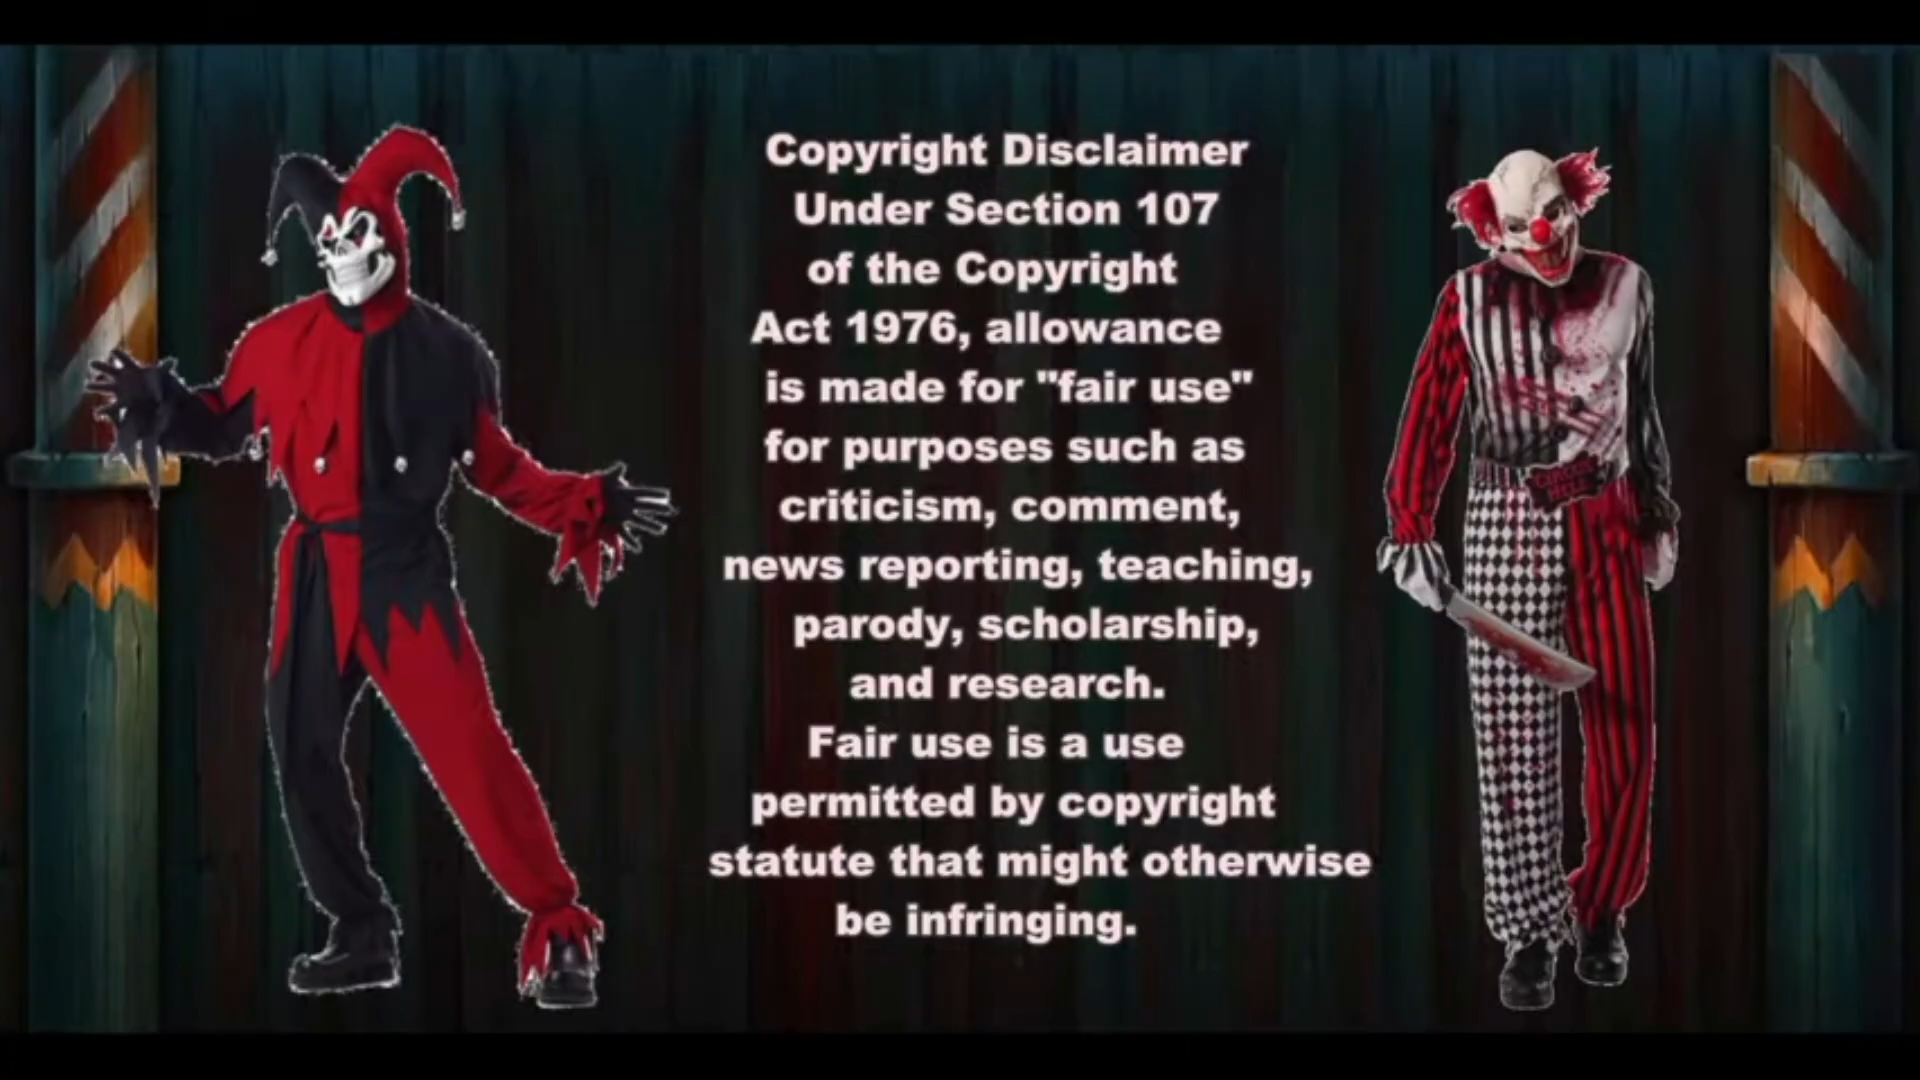 Copyright Disclaimer
Under Section 107
of the Copyright
Act 1976, allowance
is made for "fair use"
for purposes such as
criticism, comment,
news reporting, teaching,
parody, scholarship,
and research.
Fair use is a use
permitted by copyright
statute that might otherwise
be infringing.
CIRCUS
HELL